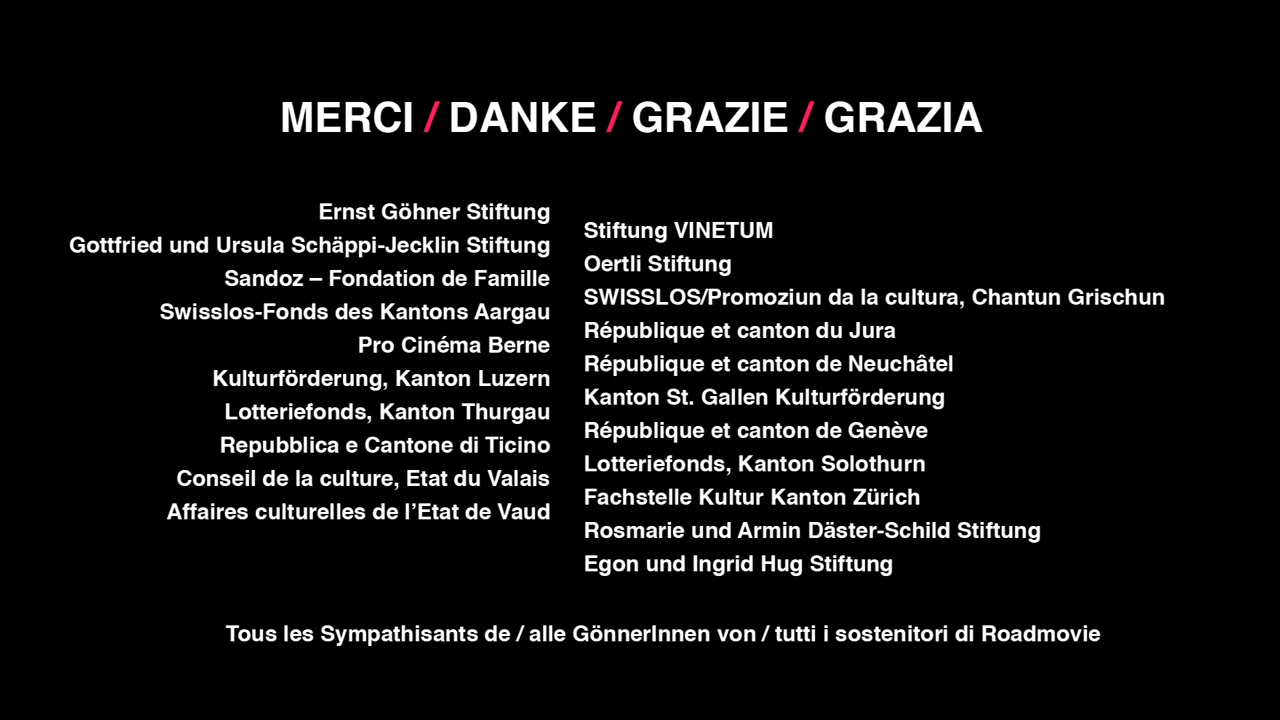 MERCI / DANKE / GRAZIE / GRAZIA
Ernst Göhner Stiftung
Gottfried und Ursula Schäppi-Jecklin Stiftung
Sandoz – Fondation de Famille
Swisslos-Fonds des Kantons Aargau
Pro Cinéma Berne
Kulturförderung, Kanton Luzern
Lotteriefonds, Kanton Thurgau
Repubblica e Cantone di Ticino
Conseil de la culture, Etat du Valais
Affaires culturelles de l’Etat de Vaud
Stiftung VINETUM
Oertli Stiftung
SWISSLOS/Promoziun da la cultura, Chantun Grischun
République et canton du Jura
République et canton de Neuchâtel
Kanton St. Gallen Kulturförderung
République et canton de Genève
Lotteriefonds, Kanton Solothurn
Fachstelle Kultur Kanton Zürich
Rosmarie und Armin Däster-Schild Stiftung
Egon und Ingrid Hug Stiftung
Tous les Sympathisants de / alle GönnerInnen von / tutti i sostenitori di Roadmovie